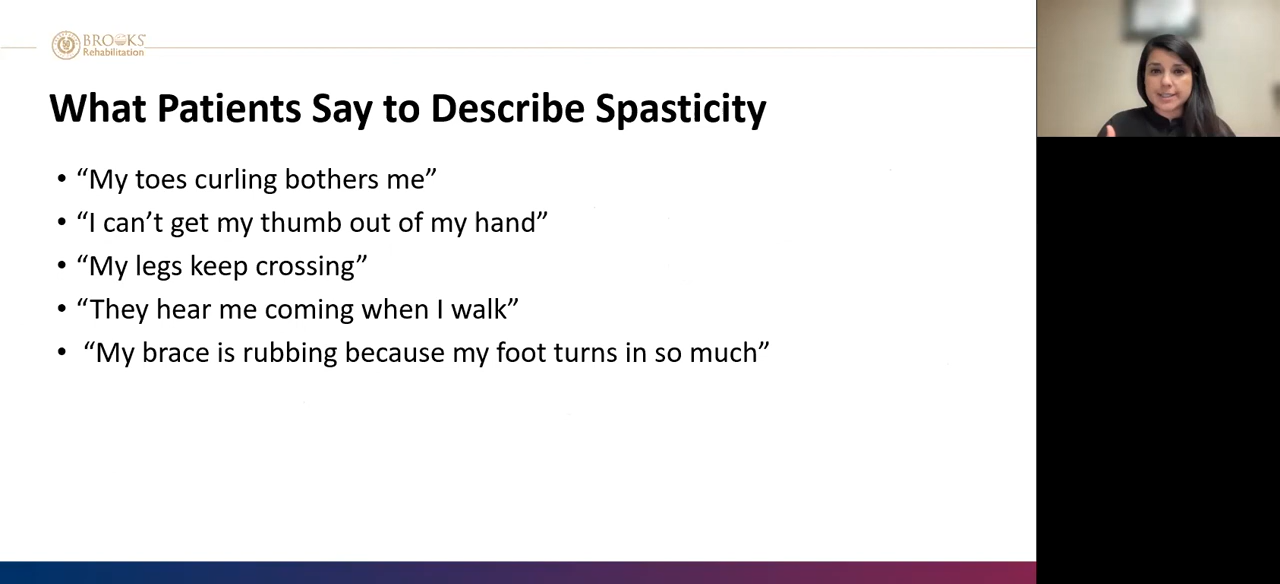 BROOKS
Rehabilitation
What Patients Say to Describe Spasticity
• “My toes curling bothers me”
• “I can’t get my thumb out of my hand”
• “My legs keep crossing”
• “They hear me coming when I walk”
• “My brace is rubbing because my foot turns in so much”